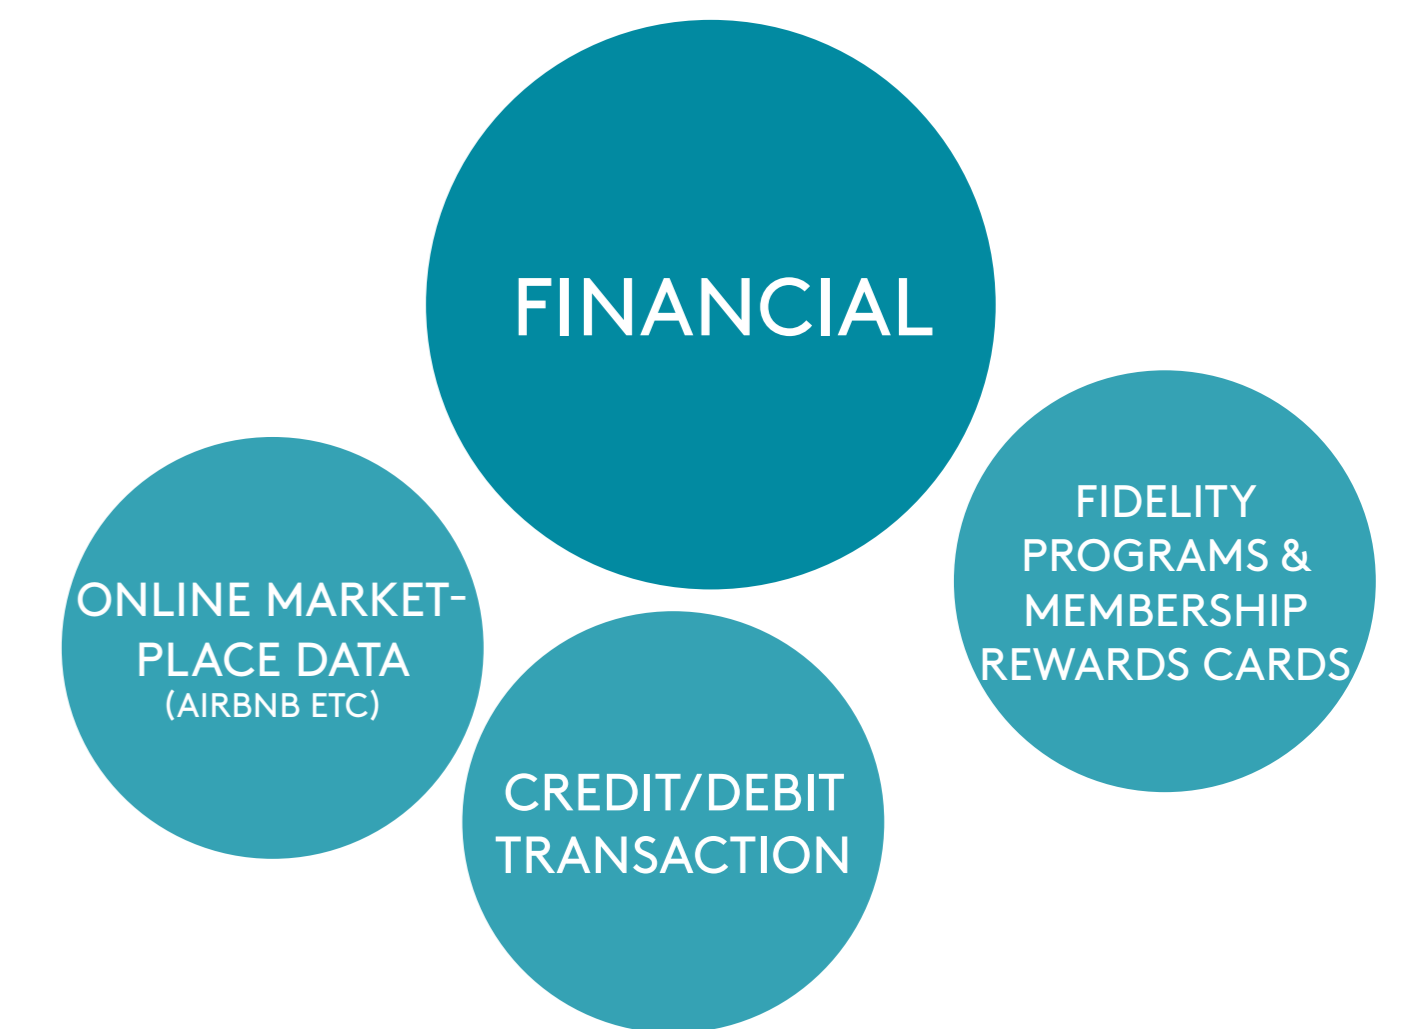 FINANCIAL
ONLINE MARKET-
PLACE DATA
(AIRBNB ETC)
CREDIT/DEBIT
TRANSACTION
FIDELITY
PROGRAMS &
MEMBERSHIP
REWARDS CARDS